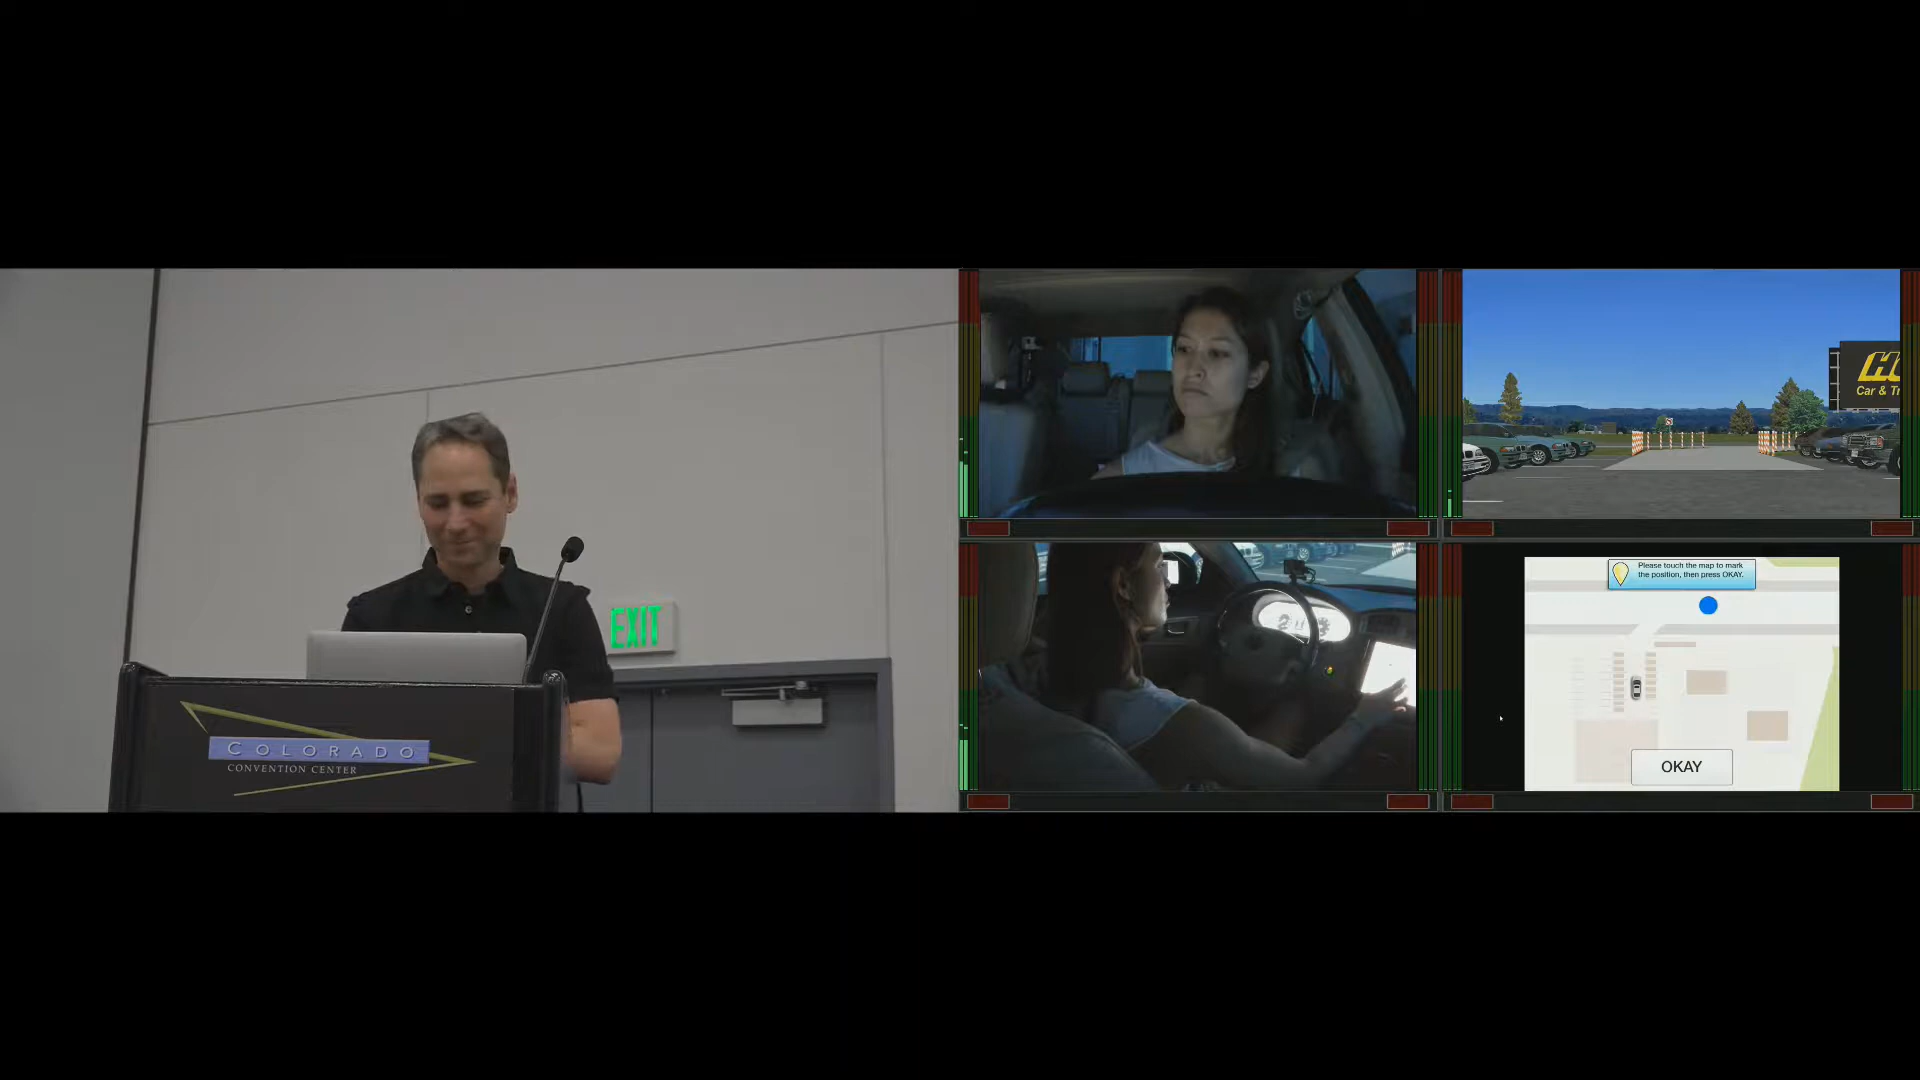 EXIT
COLORADO
CONVENTION CENTER
Car & Tr
Please touch the map to mark
the position, then press OKAY.
OKAY